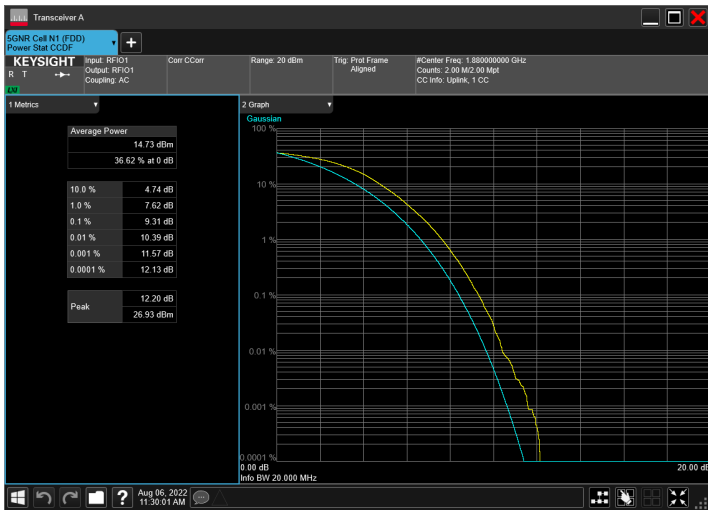 Transceiver A
5GNR Cell N1 (FDD)
Power Stat CCDF
KEYSIGHT
R T
LXI
Input: RFIO1
Output: RFIO1
Coupling: AC
Corr CCorr
Range: 20 dBm
Trig: Prot Frame
Aligned
#Center Freq: 1.880000000 GHz
Counts: 2.00 M/2.00 Mpt
CC Info: Uplink, 1 CC
1 Metrics
Average Power
14.73 dBm
36.62 % at 0 dB
10.0 % 4.74 dB
1.0 % 7.62 dB
0.1 % 9.31 dB
0.01 % 10.39 dB
0.001 % 11.57 dB
0.0001 % 12.13 dB
Peak
12.20 dB
26.93 dBm
2 Graph
Gaussian
100 %
10 %
1 %
0.1 %
0.01 %
0.001 %
0.0001 %
0.00 dB
20.00 dB
Info BW 20.000 MHz
?
Aug 06, 2022
11:30:01 AM